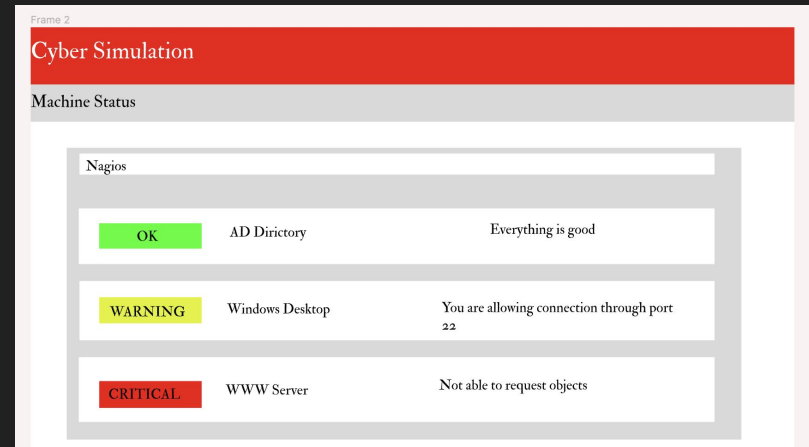 Frame 2
Cyber Simulation
Machine Status
Nagios
OK
AD Dirictory
Everything is good
WARNING
Windows Desktop
You are allowing connection through port
22
CRITICAL
WWW Server
Not able to request objects